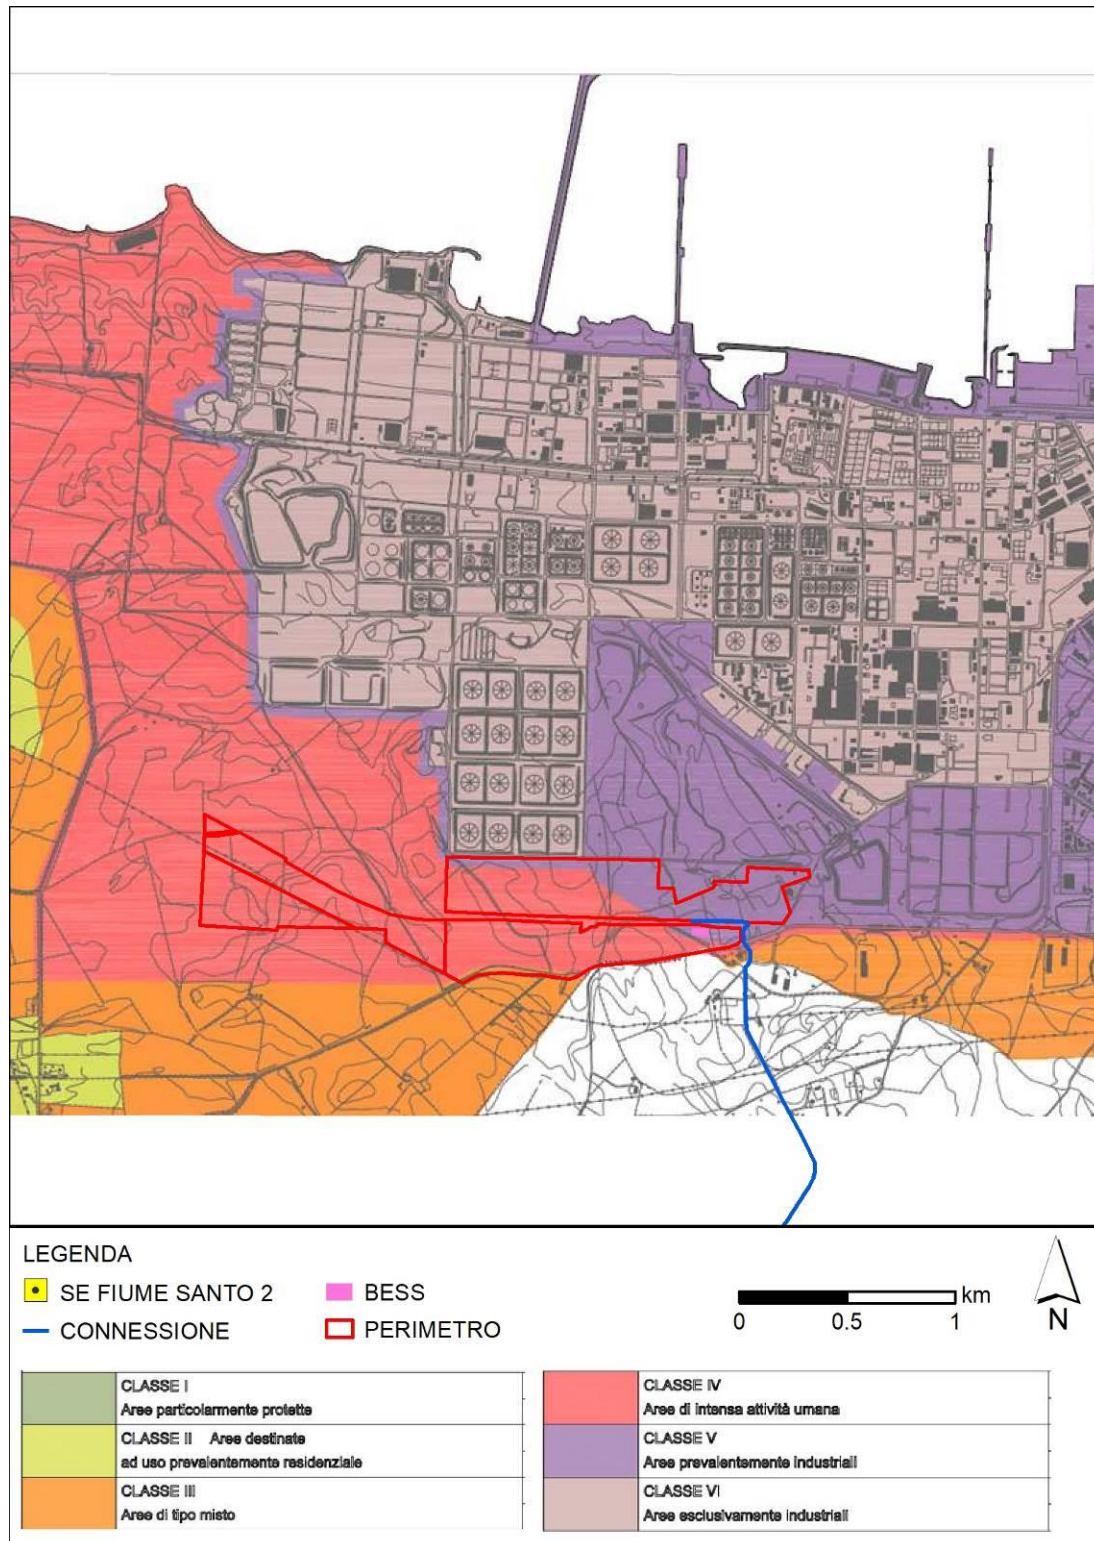 LEGENDA
SE FIUME SANTO 2
BESS
CONNESSIONE
PERIMETRO
km
0 0.5 1
N
CLASSE I
Aree particolarmente protette
CLASSE II Aree destinate
ad uso prevalentemente residenziale
CLASSE III
Aree di tipo misto
CLASSE IV
Aree di intensa attività umana
CLASSE V
Aree prevalentemente industriali
CLASSE VI
Aree esclusivamente industriali